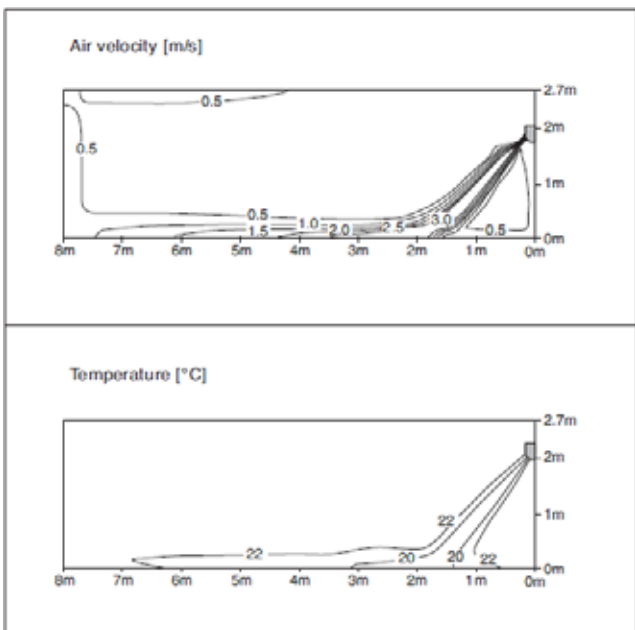 Air velocity [m/s]
2.7m
0.5
2m
0.5
1m
0.5 1.0 2.5 3.0
1.5 2.0 0.5
0m
8m 7m 6m 5m 4m 3m 2m 1m 0m
Temperature [°C]
2.7m
2m
22 1m
22 20 20 22
0m
8m 7m 6m 5m 4m 3m 2m 1m 0m